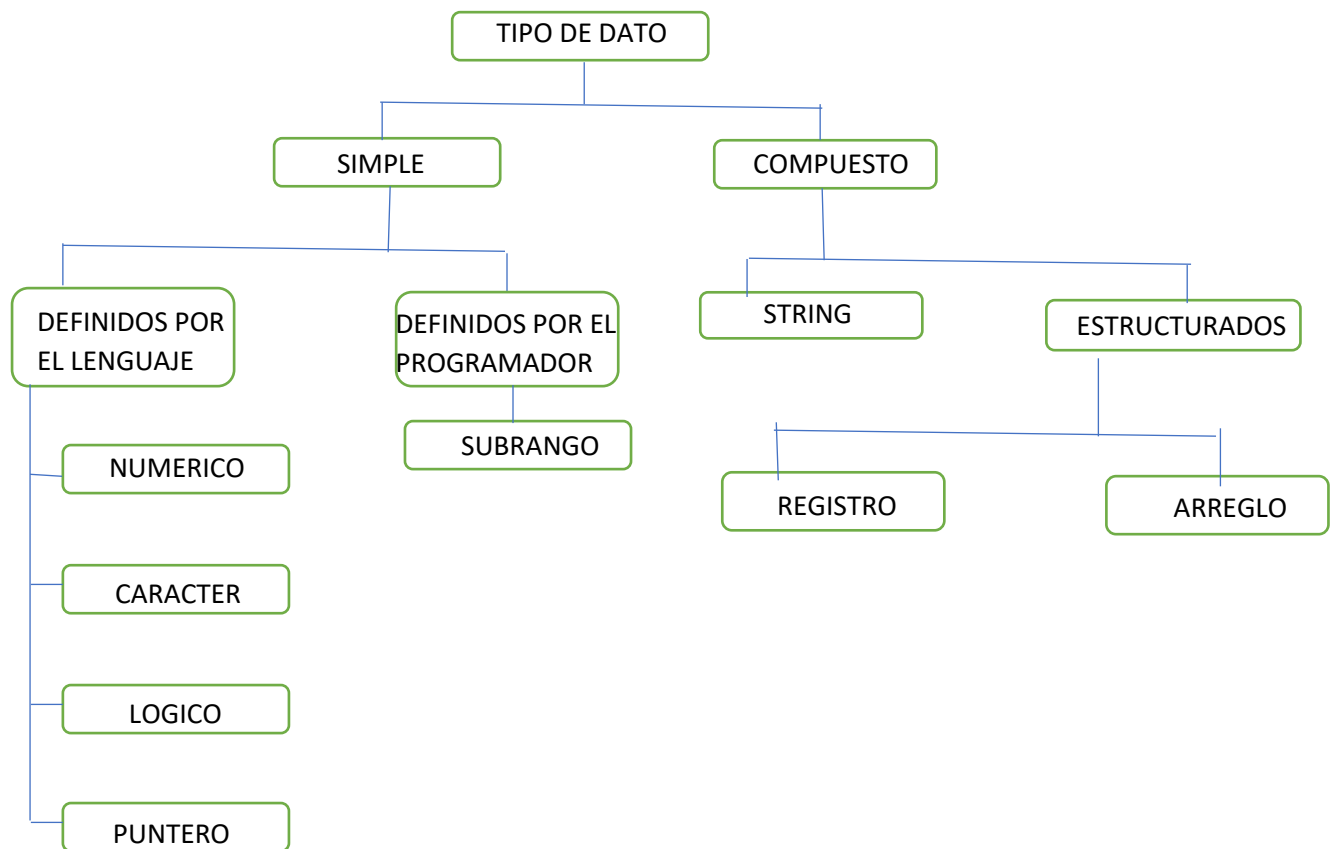 TIPO DE DATO
SIMPLE
COMPUESTO
DEFINIDOS POR
EL LENGUAJE
DEFINIDOS POR EL
PROGRAMADOR
STRING
ESTRUCTURADOS
NUMERICO
SUBRANGO
REGISTRO
ARREGLO
CARACTER
LOGICO
PUNTERO